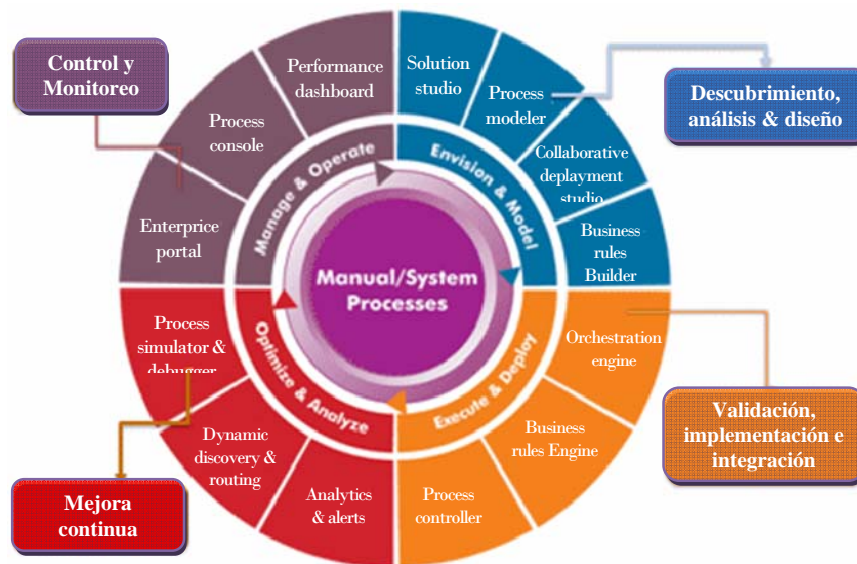 Control y
Monitoreo
Performance
dashboard
Solution
studio
Process
modeler
Descubrimiento,
análisis & diseño
Process
console
Collaborative
deplayment
studio
Manage & Operate
Envision & Model
Enterprice
portal
Business
rules
Builder
Manual/System
Processes
Process
simulator &
debugger
Orchestration
engine
Optimize & Analyze
Execute & Deploy
Validación,
implementación e
integración
Dynamic
discovery &
routing
Business
rules Engine
Mejora
continua
Analytics
& alerts
Process
controller